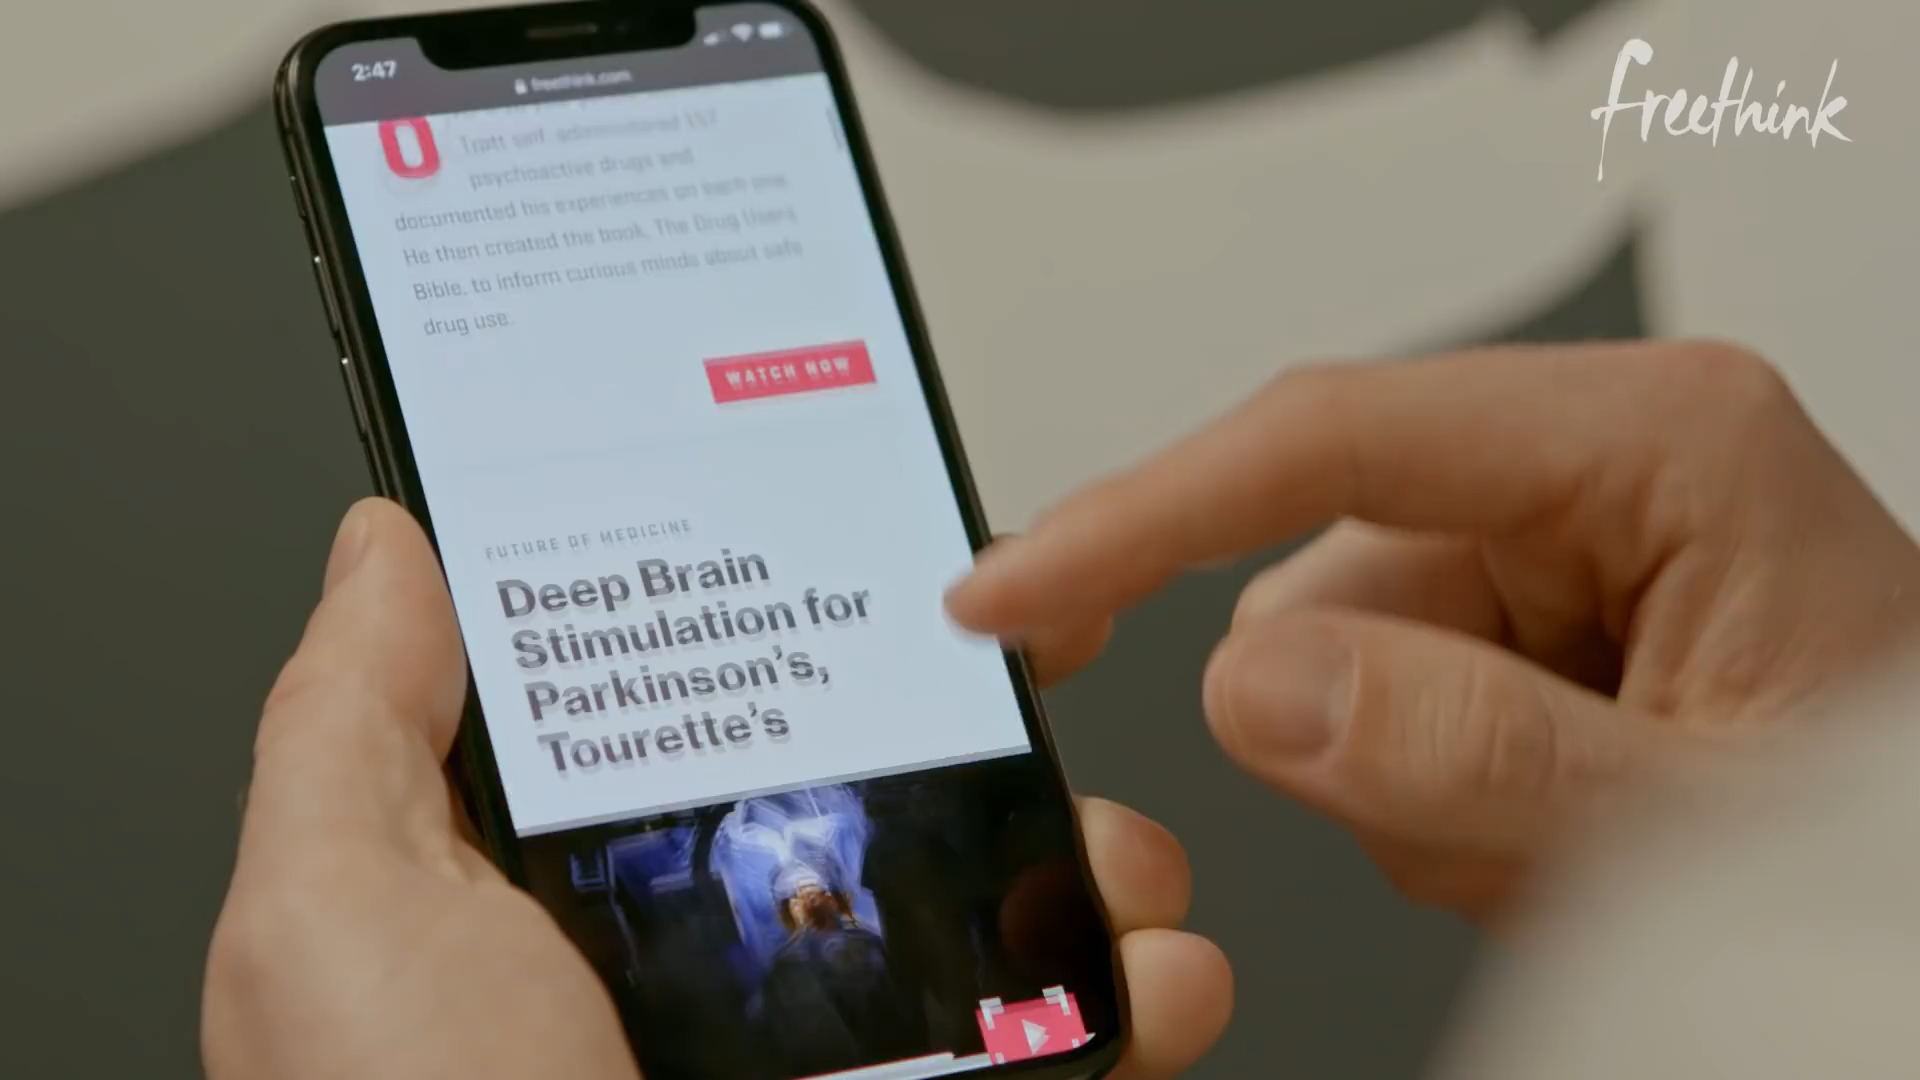 freethink
2:47
freethink.com
Tratt self-administered 157
psychoactive drugs and
documented his experiences on each one.
He then created the book, The Drug Users
Bible, to inform curious minds about safe
drug use.
WATCH NOW
FUTURE OF MEDICINE
Deep Brain
Stimulation for
Parkinson's,
Tourette's